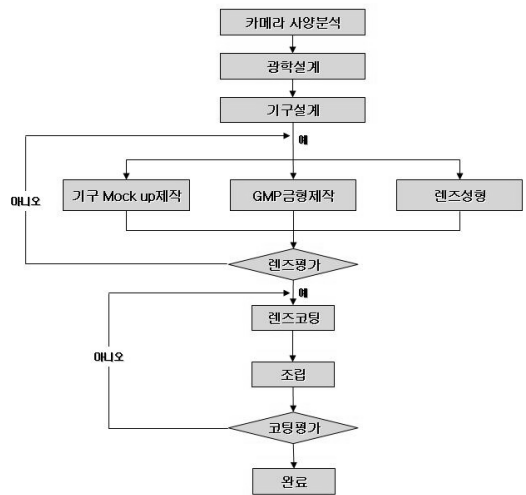 카메라 사양분석
광학설계
기구설계
예
아니오
기구 Mock up제작
GMP금형제작
렌즈성형
렌즈평가
예
렌즈코팅
아니오
조립
코팅평가
완료